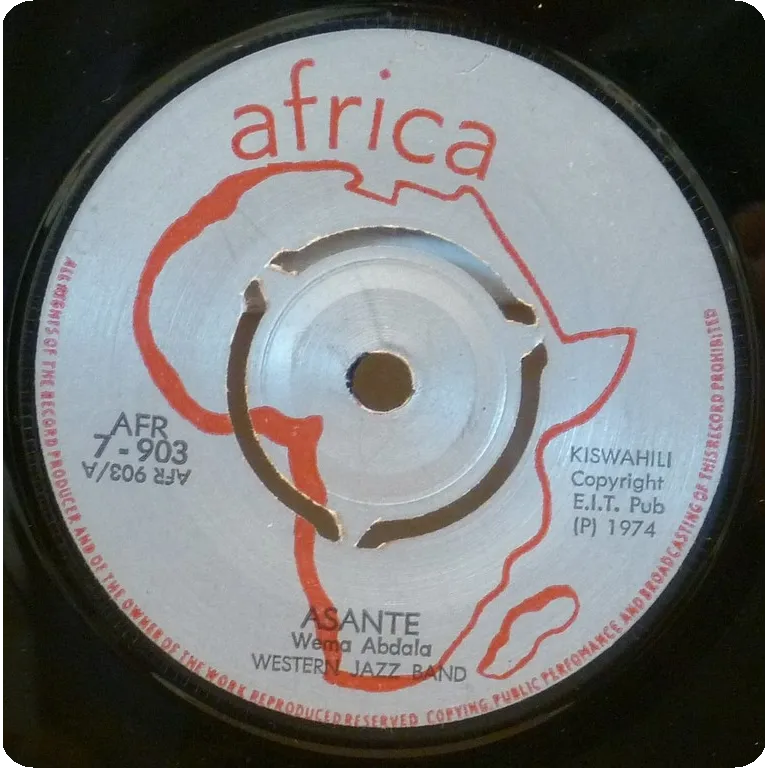 africa
AFR
7-903
AFR 903/A
KISWAHILI
Copyright
E.I.T. Pub
(P) 1974
ASANTE
Wema Abdala
WESTERN JAZZ BAND
ALL RIGHTS OF THE RECORD PRODUCER AND OF THE OWNER OF THE WORK REPRODUCED RESERVED COPYING, PUBLIC PERFOMANCE AND BROADCASTING OF THIS RECORD PROHIBITED